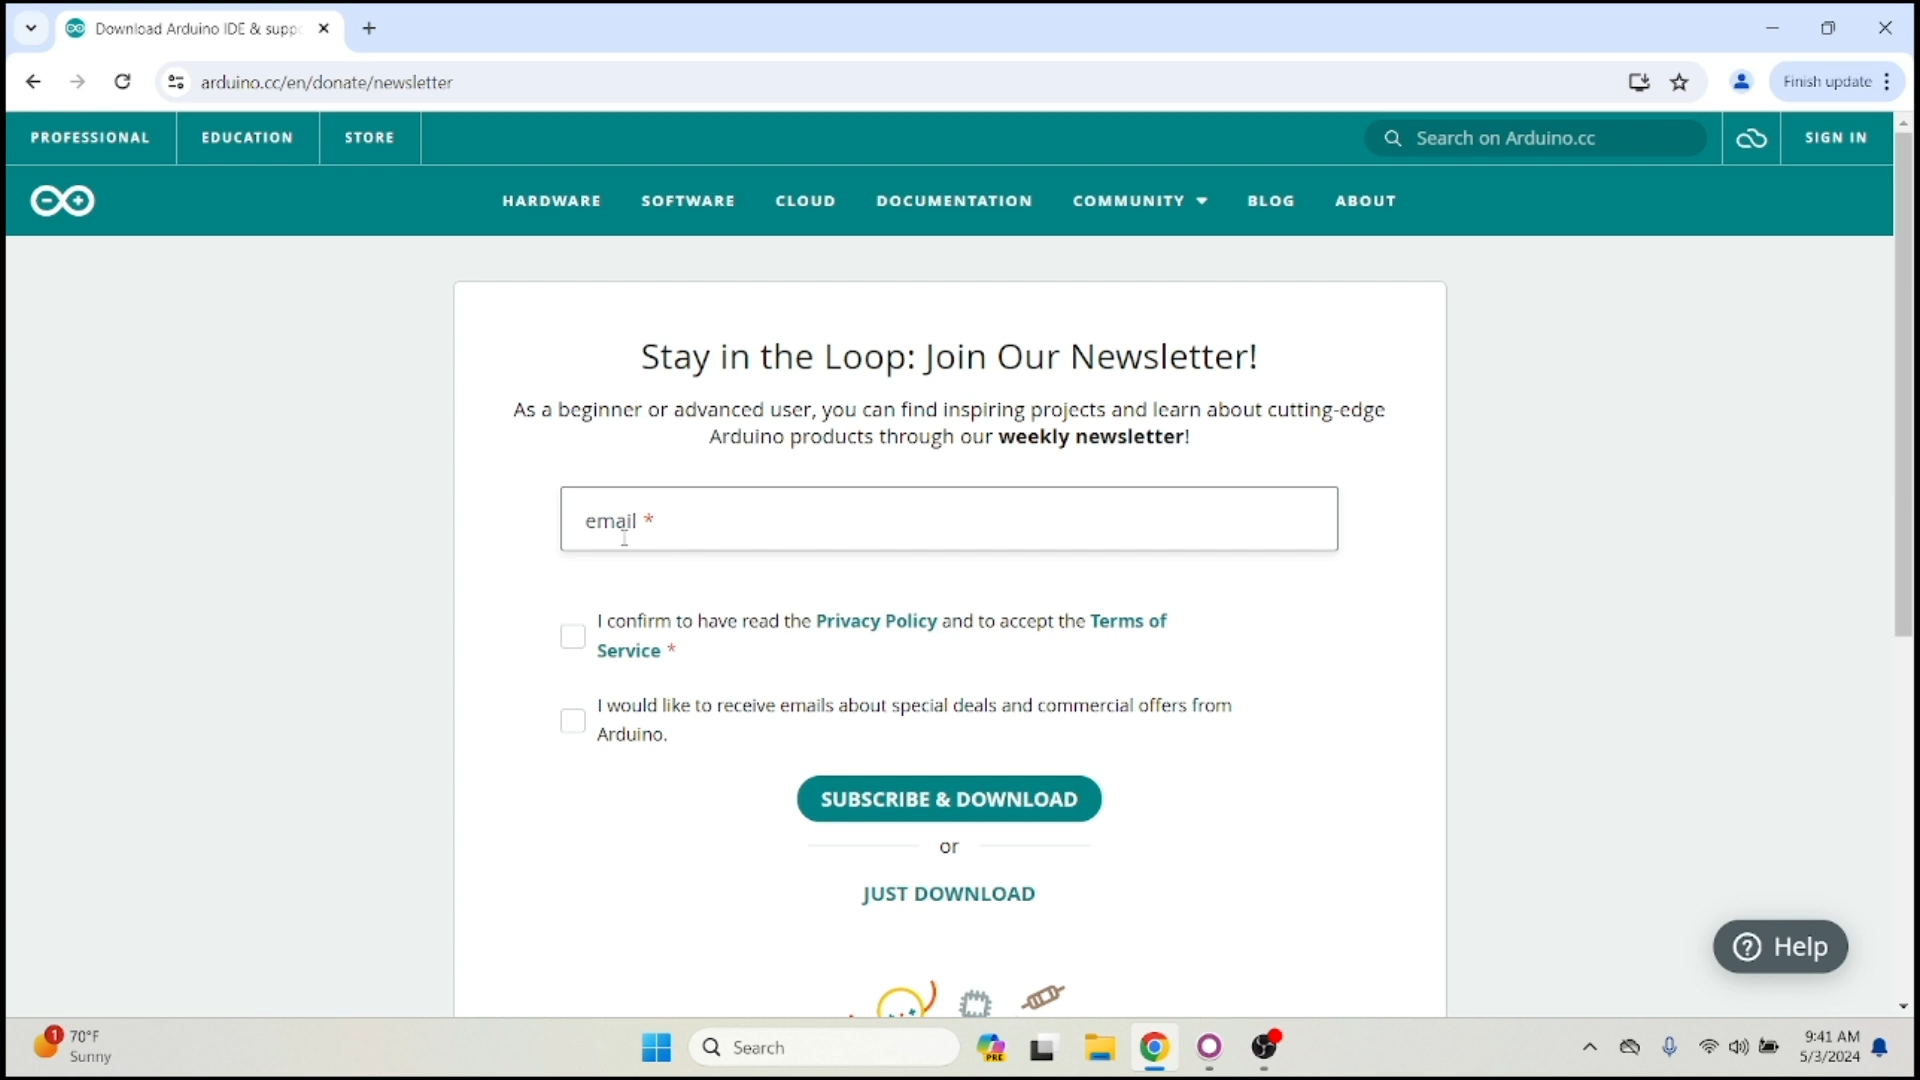 Download Arduino IDE & suppo
arduino.cc/en/donate/newsletter
Finish update
PROFESSIONAL
EDUCATION
STORE
Search on Arduino.cc
SIGN IN
HARDWARE
SOFTWARE
CLOUD
DOCUMENTATION
COMMUNITY
BLOG
ABOUT
Stay in the Loop: Join Our Newsletter!
As a beginner or advanced user, you can find inspiring projects and learn about cutting-edge
Arduino products through our weekly newsletter!
email *
I confirm to have read the Privacy Policy and to accept the Terms of
Service *
I would like to receive emails about special deals and commercial offers from
Arduino.
SUBSCRIBE & DOWNLOAD
or
JUST DOWNLOAD
? Help
1
70°F
Sunny
Search
PRE
9:41 AM
5/3/2024